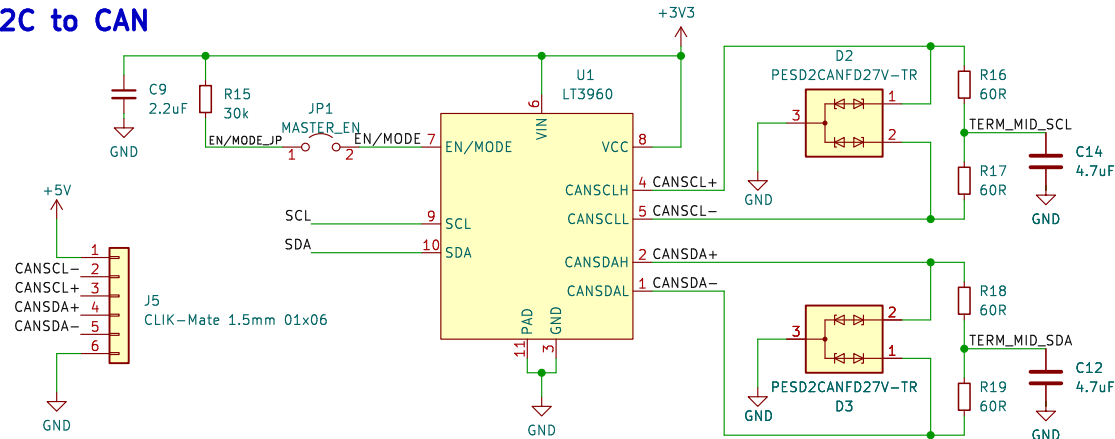 2C to CAN
+3V3
C9
2.2uF
GND
R15
30k
JP1
MASTER_EN
EN/MODE_JP
1
2
EN/MODE
U1
LT3960
6
VIN
7
EN/MODE
VCC
8
SCL
9
SCL
SDA
10
SDA
CANSCLH
4
CANSCL+
CANSCLL
5
CANSCL-
CANSDAH
2
CANSDA+
CANSDAL
1
CANSDA-
PAD
GND
11
3
GND
+5V
1
CANSCL-
2
CANSCL+
3
CANSDA+
4
CANSDA-
5
6
J5
CLIK-Mate 1.5mm 01x06
GND
D2
PESD2CANFD27V-TR
3
1
2
GND
R16
60R
TERM_MID_SCL
C14
4.7uF
GND
R17
60R
3
2
1
PESD2CANFD27V-TR
D3
GND
R18
60R
TERM_MID_SDA
C12
4.7uF
GND
R19
60R